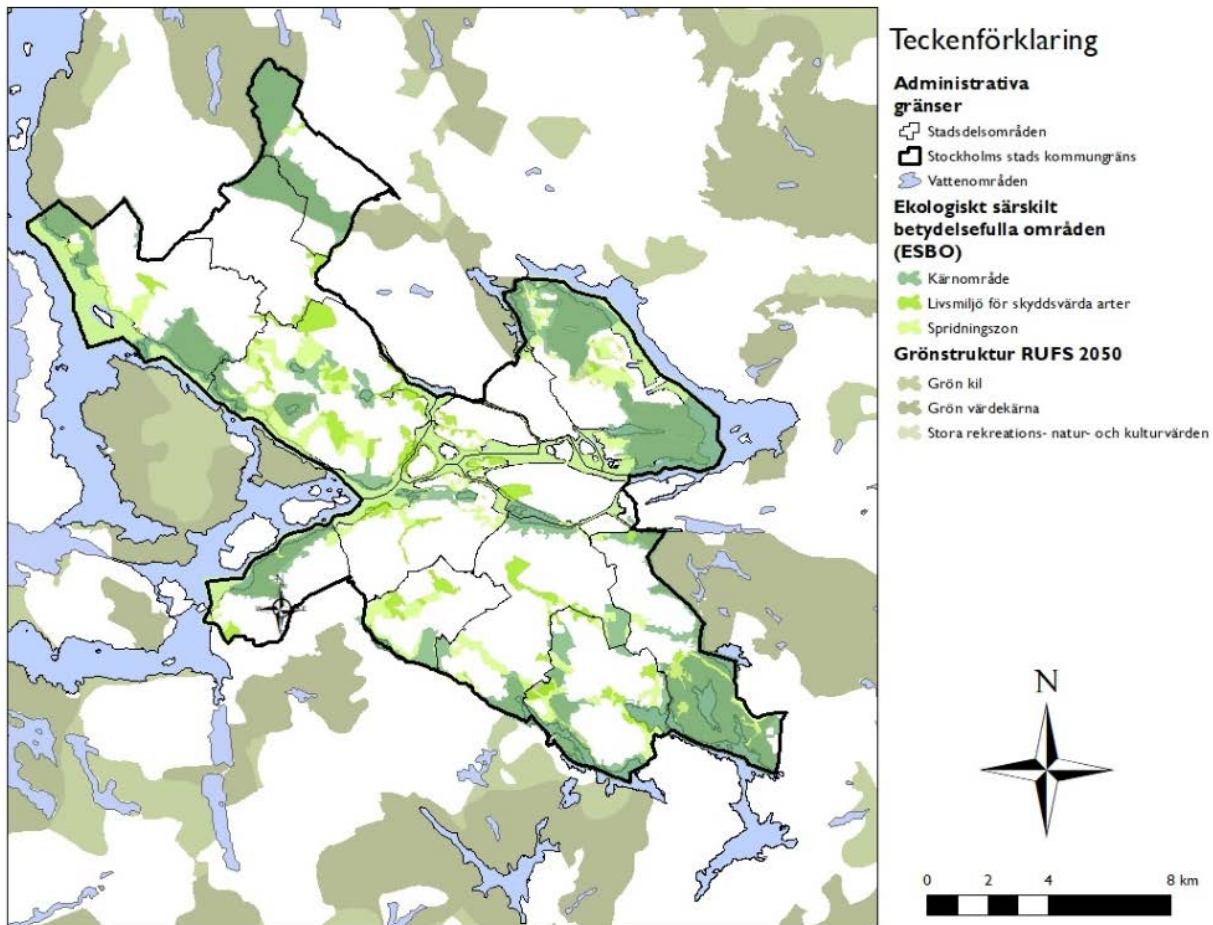 Teckenförklaring
Administrativa
gränser
Stadsdelsområden
Stockholms stads kommungräns
Vattenområden
Ekologiskt särskilt
betydelsefulla områden
(ESBO)
Kärnområde
Livsmiljö för skyddsvärda arter
Spridningszon
Grönstruktur RUFS 2050
Grön kil
Grön värdekärna
Stora rekreations- natur- och kulturvärden
N
0 2 4 8 km